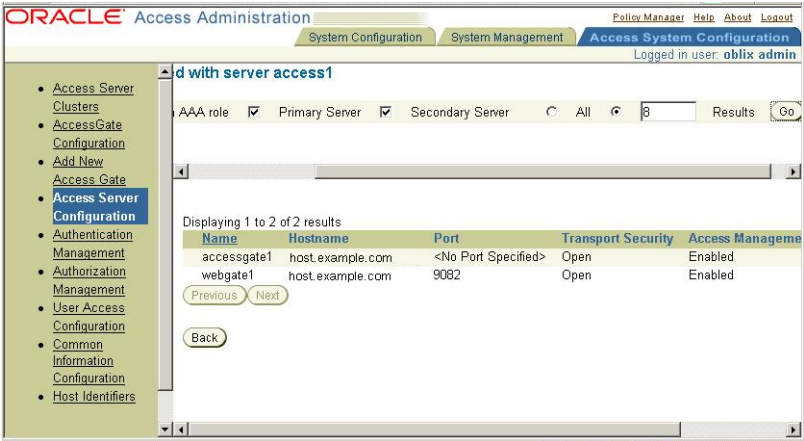 ORACLE Access Administration
Policy Manager Help About Logout
System Configuration System Management Access System Configuration
Logged in user: oblix admin
Access Server
Clusters
AccessGate
Configuration
Add New
Access Gate
Access Server
Configuration
Authentication
Management
Authorization
Management
User Access
Configuration
Common
Information
Configuration
Host Identifiers
ed with server access1
AAA role Primary Server Secondary Server All 8 Results Go
Displaying 1 to 2 of 2 results
Name Hostname Port Transport Security Access Manageme
accessgate1 host.example.com <No Port Specified> Open Enabled
webgate1 host.example.com 9082 Open Enabled
Previous Next
Back